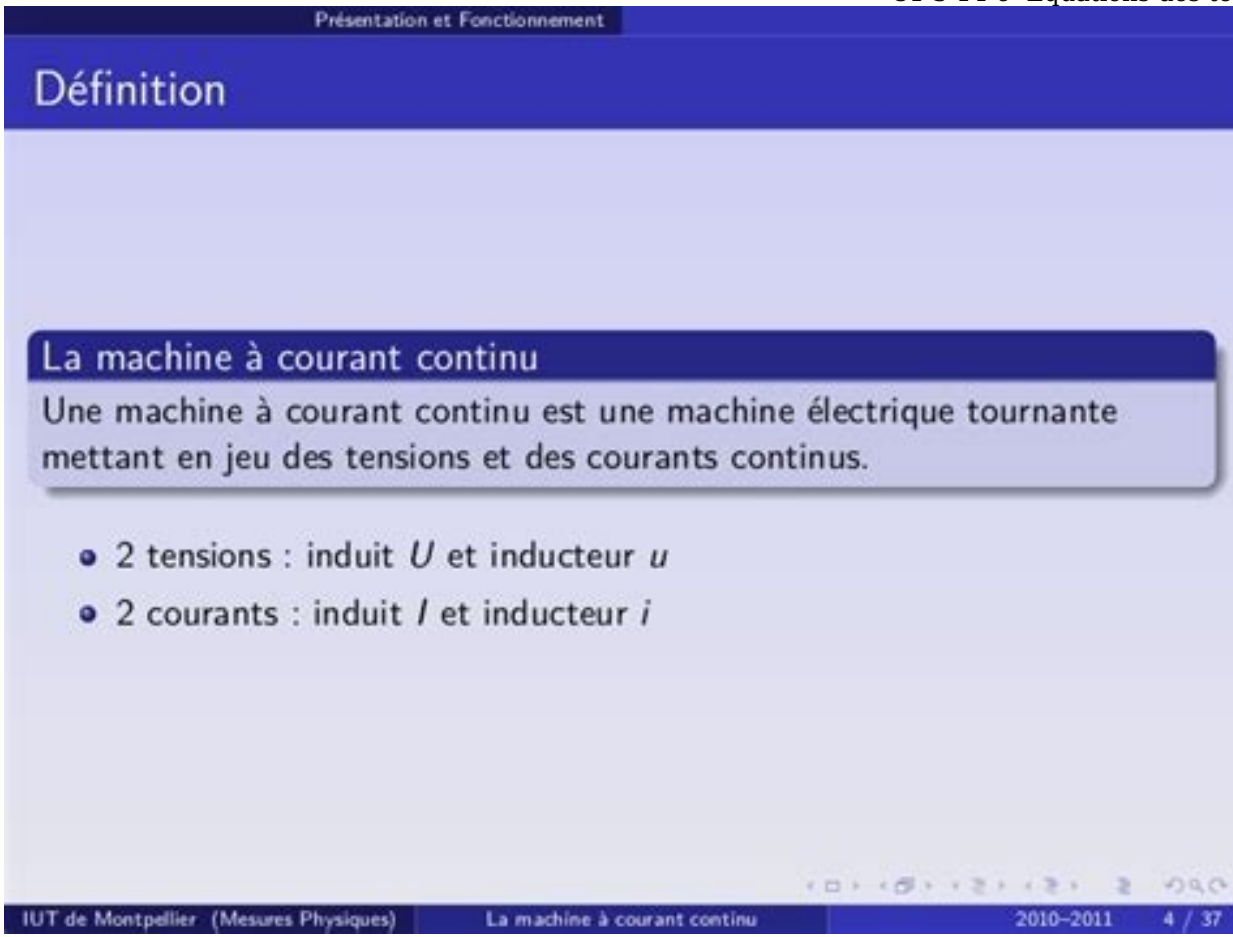 Présentation et Fonctionnement
Définition
La machine à courant continu
Une machine à courant continu est une machine électrique tournante
mettant en jeu des tensions et des courants continus.
2 tensions : induit U et inducteur u
2 courants : induit I et inducteur i
IUT de Montpellier (Mesures Physiques) La machine à courant continu 2010–2011 4 / 37